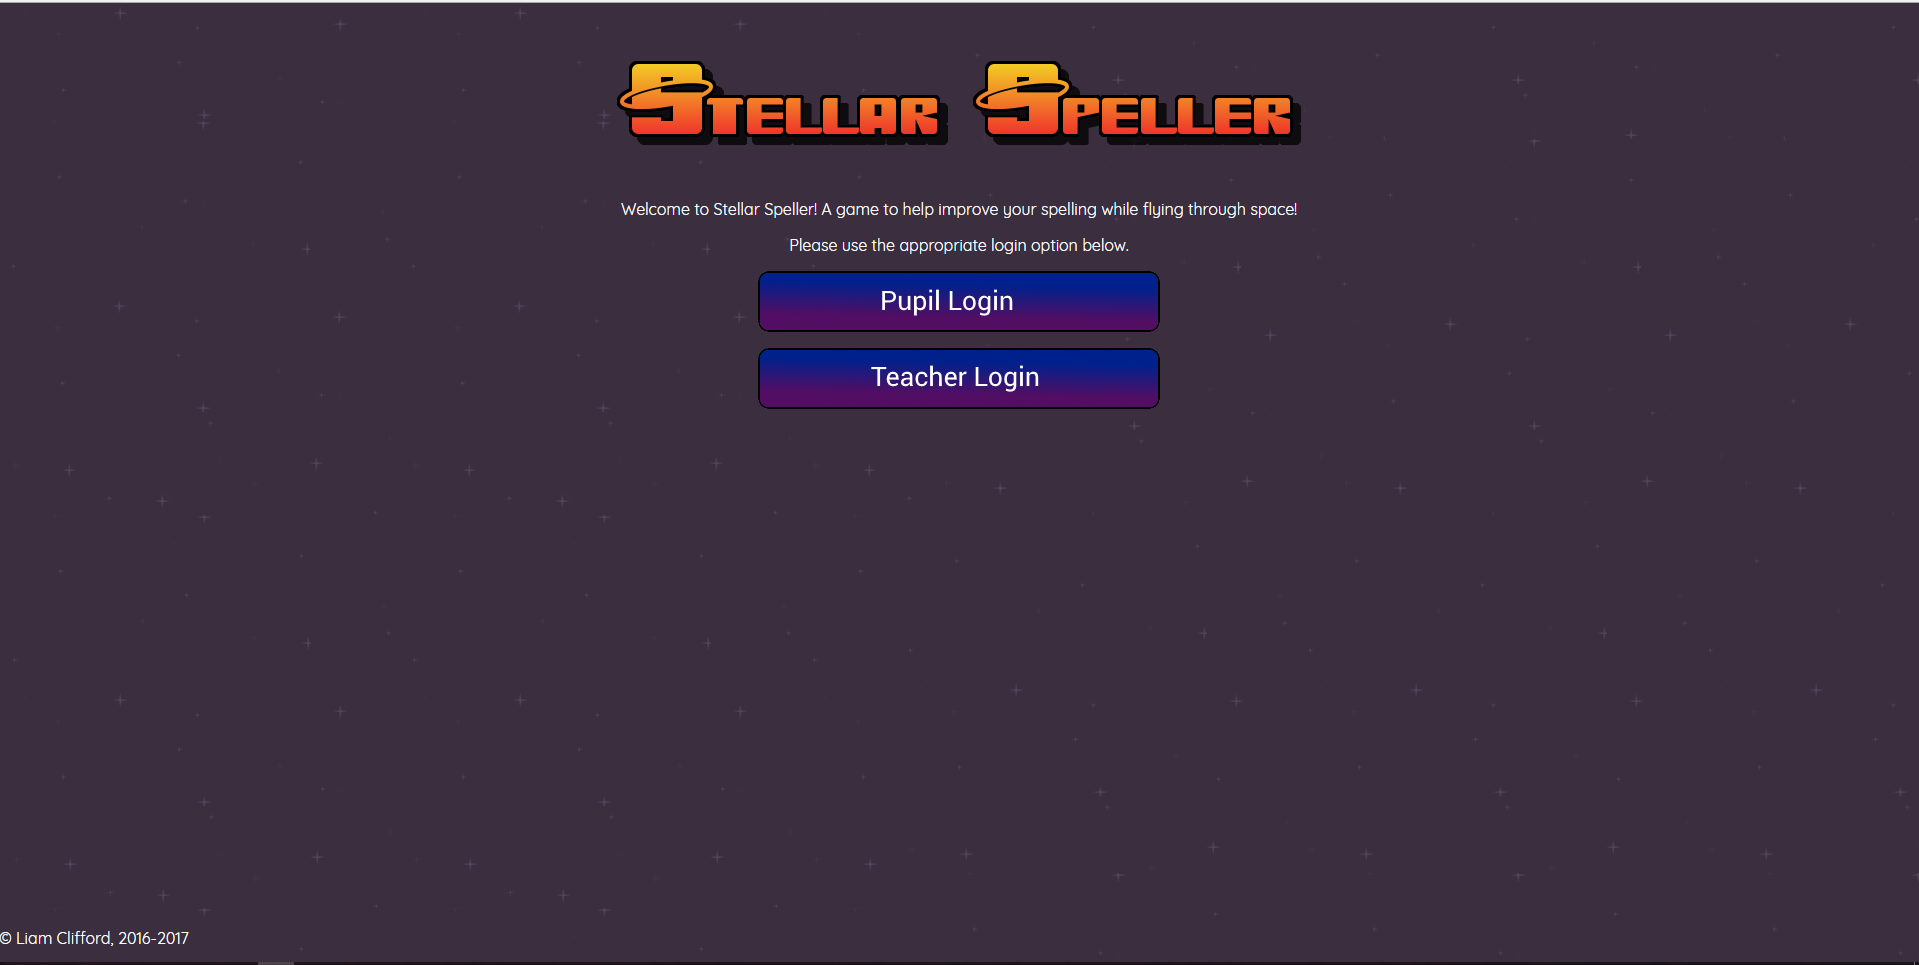 Stellar Speller
Welcome to Stellar Speller! A game to help improve your spelling while flying through space!
Please use the appropriate login option below.
Pupil Login
Teacher Login
© Liam Clifford, 2016-2017